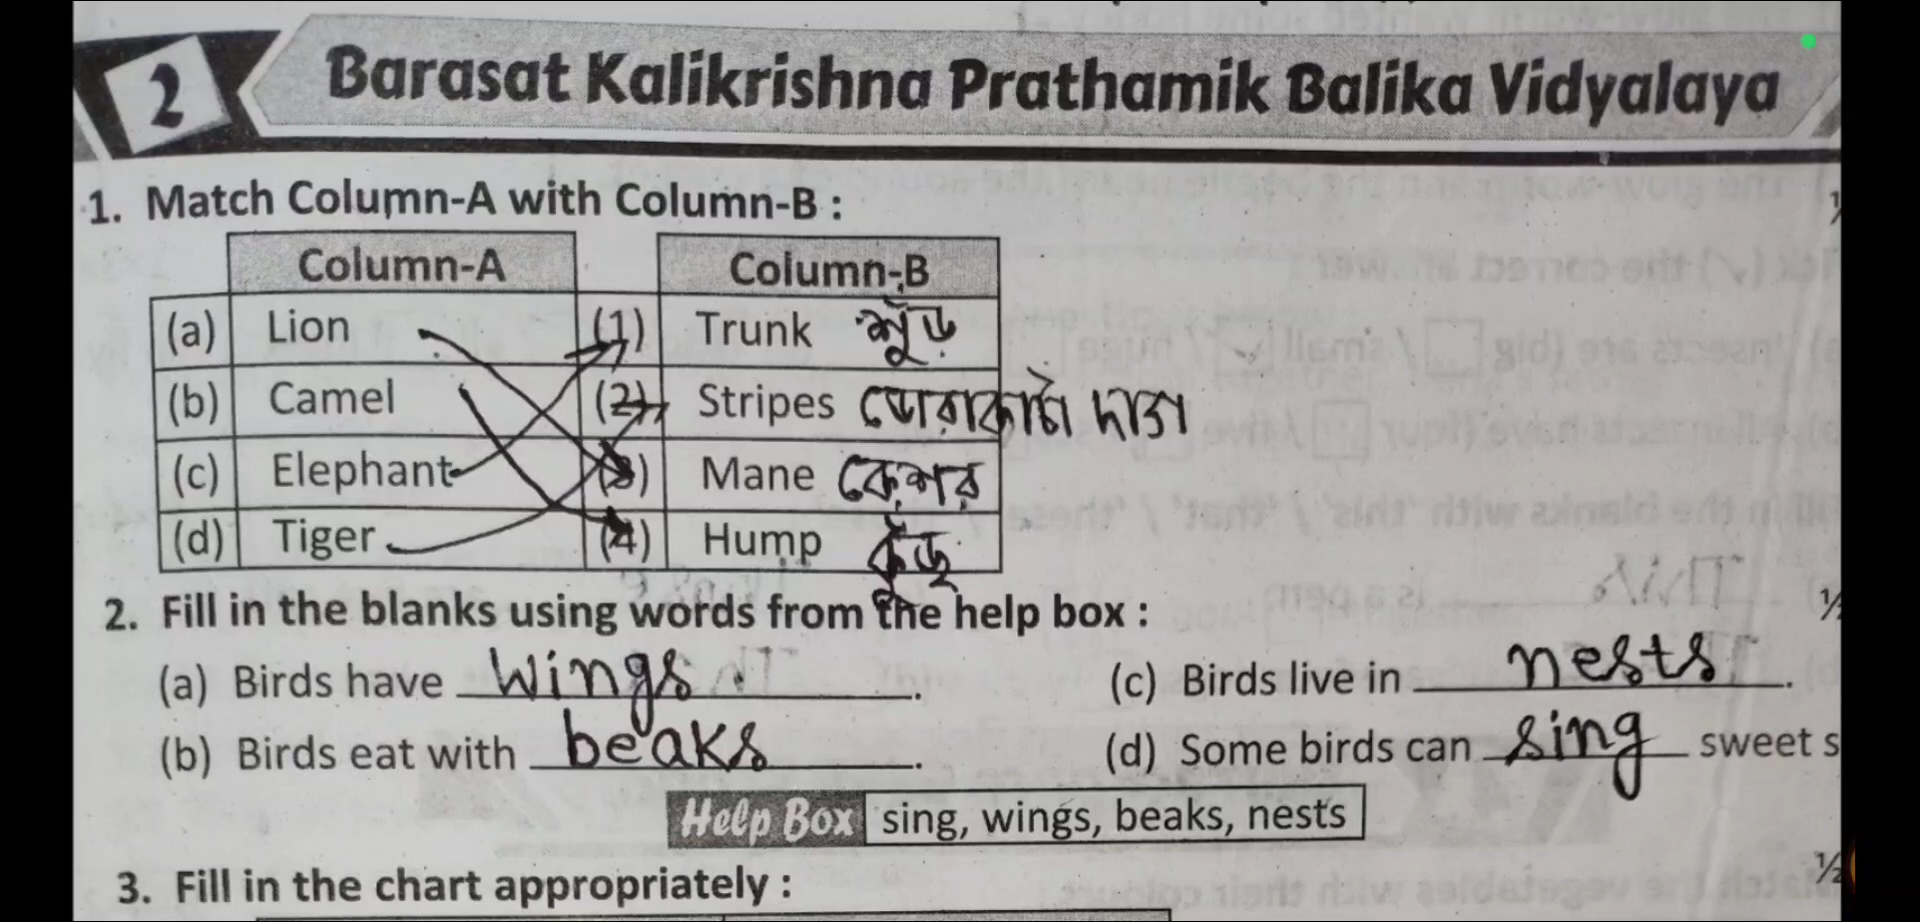 2 Barasat Kalikrishna Prathamik Balika Vidyalaya
1. Match Column-A with Column-B :
Column-A Column-B
(a) Lion (1) Trunk শুঁড়
(b) Camel (2) Stripes ডোরাকাটা দাগ
(c) Elephant (3) Mane কেশর
(d) Tiger (4) Hump কুঁজ
2. Fill in the blanks using words from the help box :
(a) Birds have wings. (c) Birds live in nests.
(b) Birds eat with beaks. (d) Some birds can sing sweet s
Help Box sing, wings, beaks, nests
3. Fill in the chart appropriately :